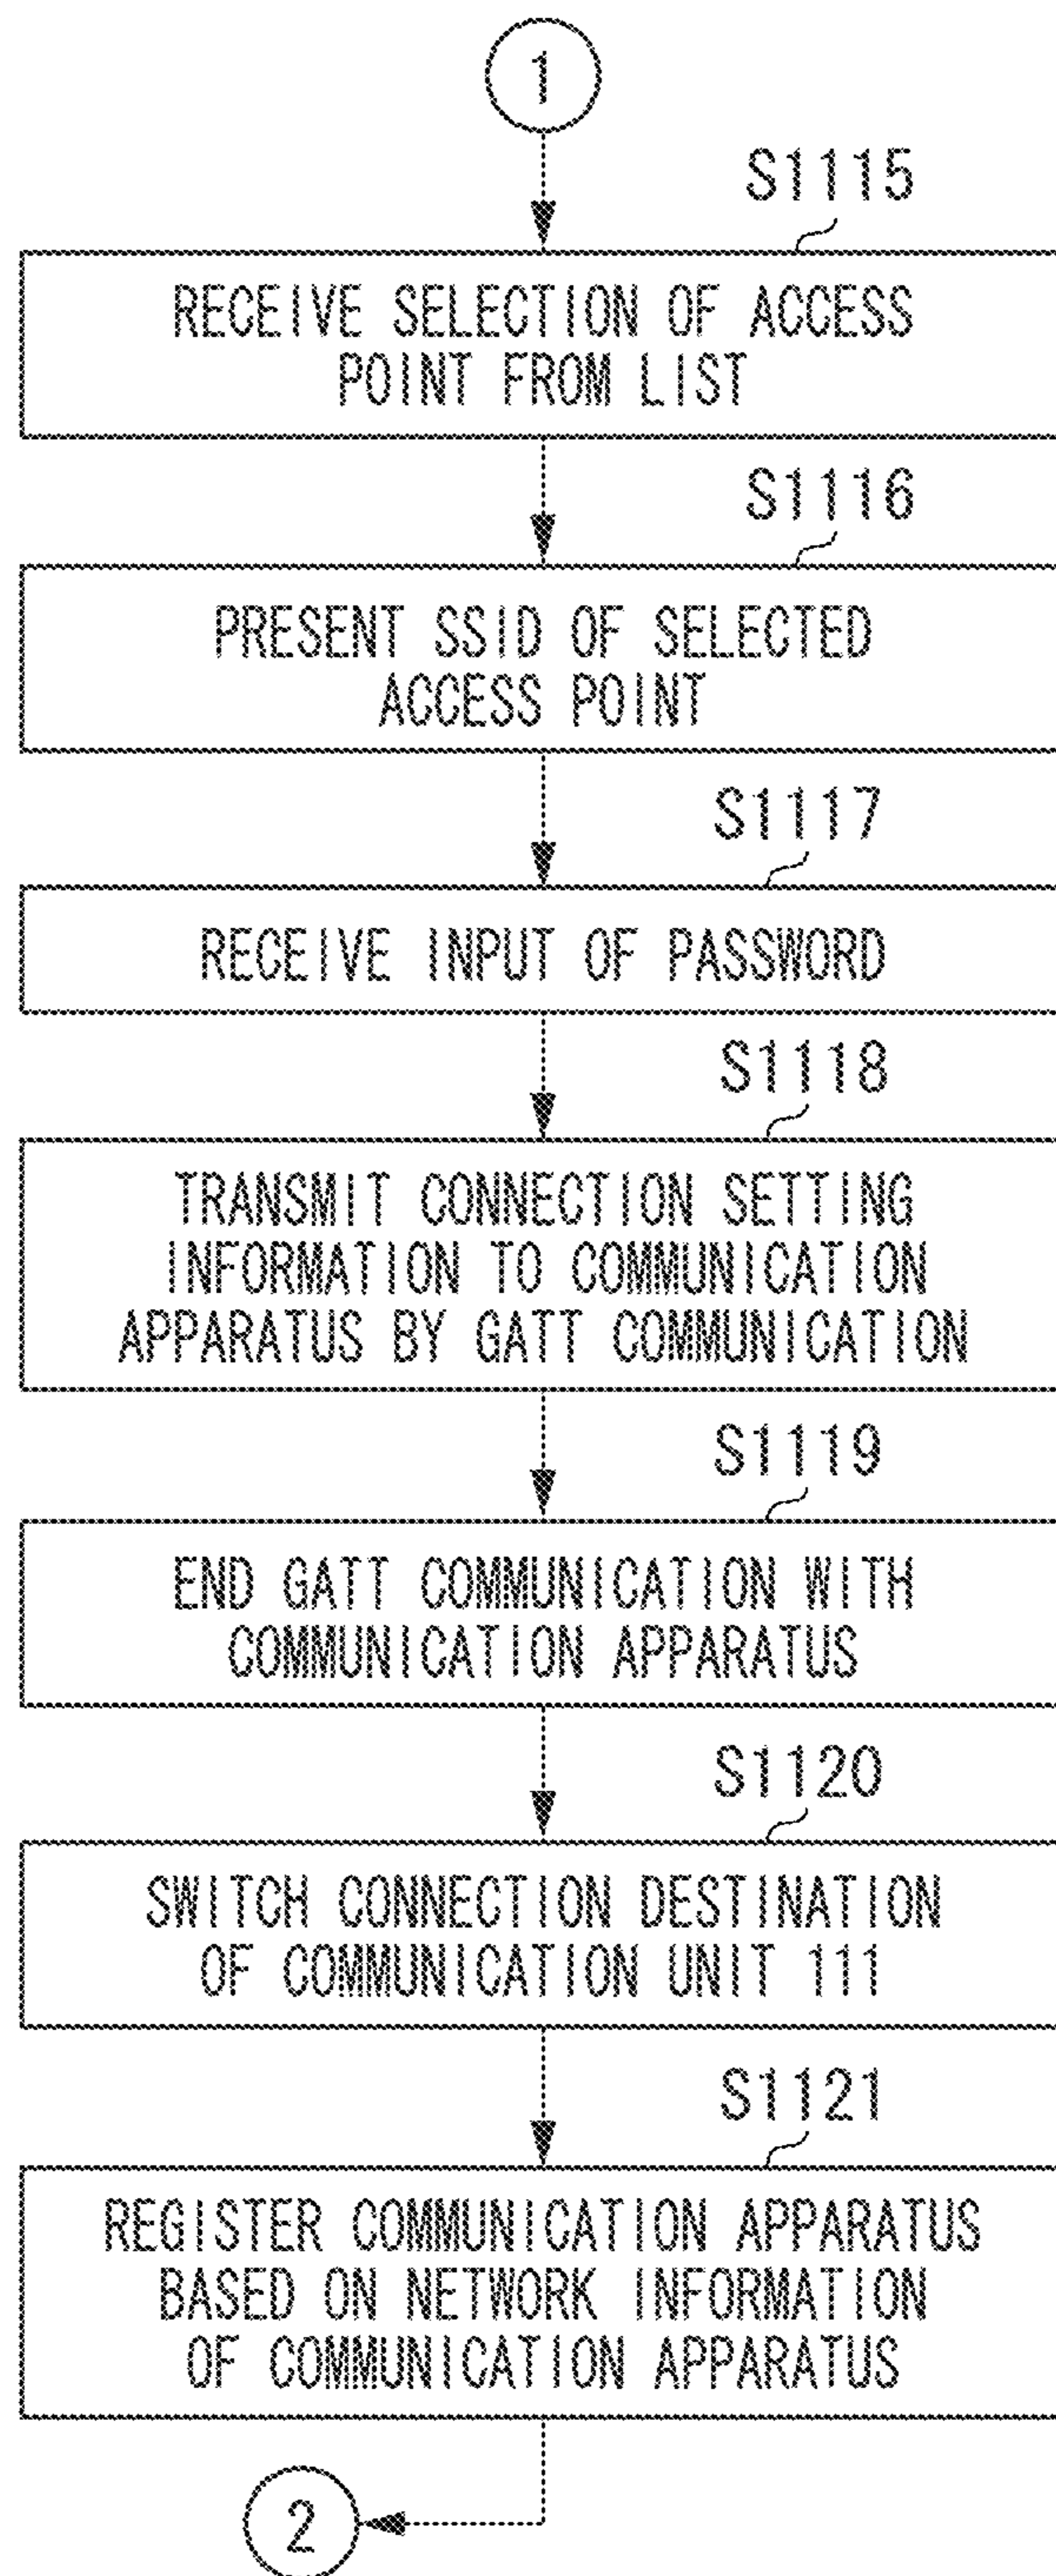 1
S1115
RECEIVE SELECTION OF ACCESS
POINT FROM LIST
S1116
PRESENT SSID OF SELECTED
ACCESS POINT
S1117
RECEIVE INPUT OF PASSWORD
S1118
TRANSMIT CONNECTION SETTING
INFORMATION TO COMMUNICATION
APPARATUS BY GATT COMMUNICATION
S1119
END GATT COMMUNICATION WITH
COMMUNICATION APPARATUS
S1120
SWITCH CONNECTION DESTINATION
OF COMMUNICATION UNIT 111
S1121
REGISTER COMMUNICATION APPARATUS
BASED ON NETWORK INFORMATION
OF COMMUNICATION APPARATUS
2